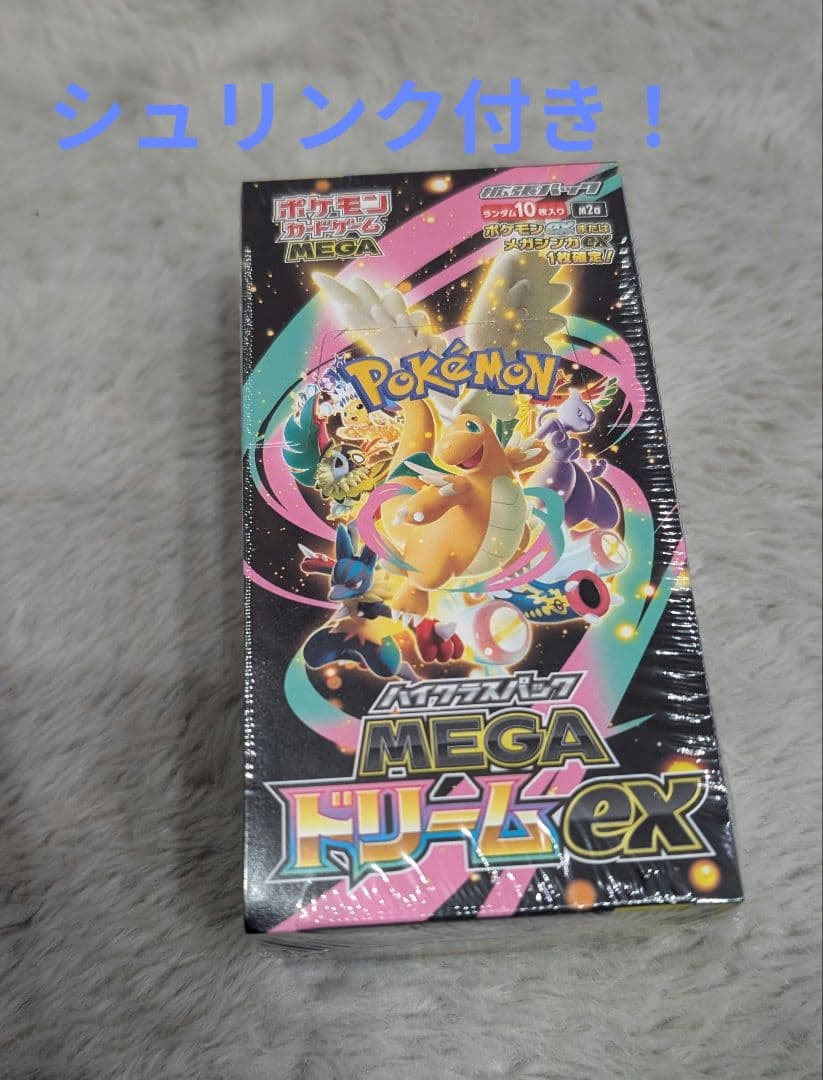 シュリンク付き！
ポケモン
カードゲーム
MEGA
拡張パック
ランダム10枚入り
M2a
ポケモンexまたは
メガシンカex
1枚確定！
POKéMON
ハイクラスパック
MEGA
ドリームex